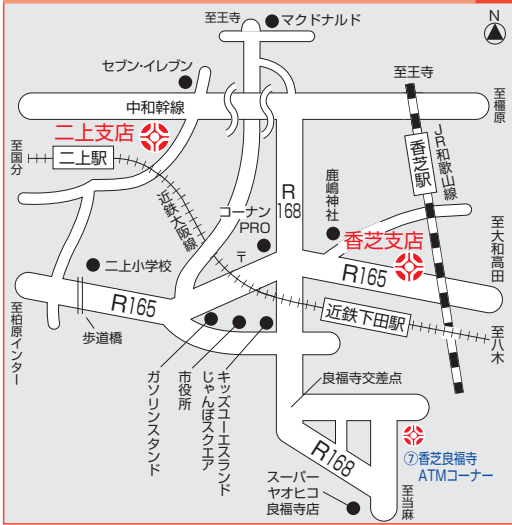 至王寺
マクドナルド
N
セブン・イレブン
至王寺
中和幹線
至橿原
二上支店
至国分
二上駅
JR和歌山線
香芝駅
R
168
鹿嶋神社
近鉄大阪線
コーナン
PRO
〒
香芝支店
至大和高田
二上小学校
R165
R165
至柏原インター
歩道橋
近鉄下田駅
至八木
ガソリンスタンド
市役所
キッズユーエスランド
じゃんぼスクエア
良福寺交差点
R168
⑦香芝良福寺
ATMコーナー
スーパー
ヤオヒコ
良福寺店
至当麻